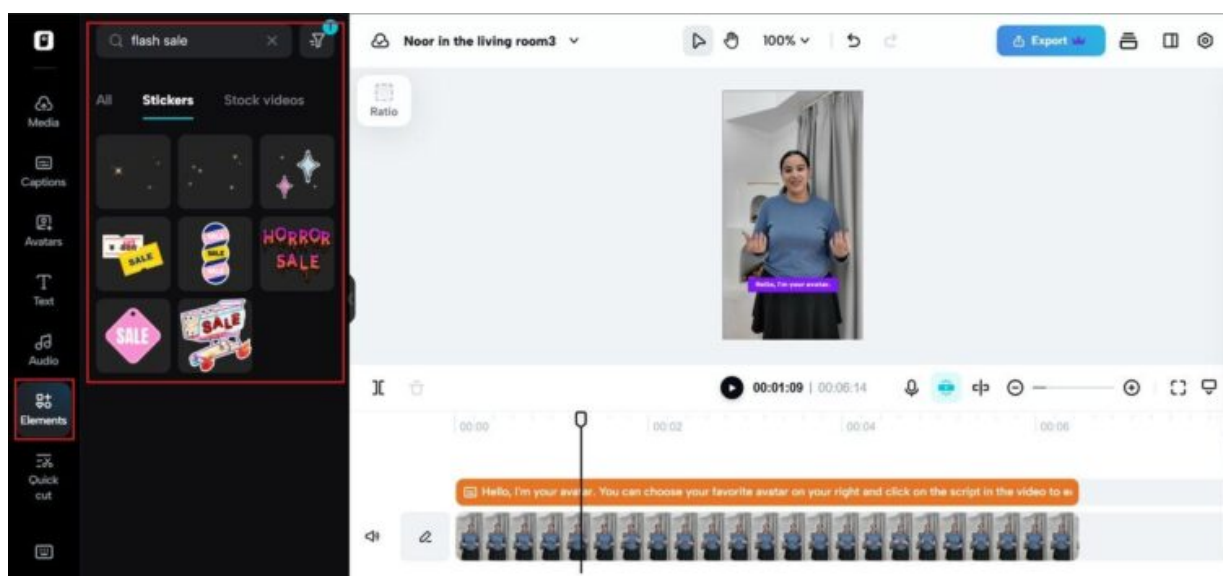 flash sale
1
Noor in the living room3
100%
Export
Media
All
Stickers
Stock videos
Ratio
Captions
Avatars
SALE
SALE
SALE
SALE
HORROR
SALE
Text
Hello, I'm your avatar.
SALE
SALE
Audio
00:01:09 | 00:06:14
Elements
00:00
00:02
00:04
00:06
Quick
cut
Hello, I'm your avatar. You can choose your favorite avatar on your right and click on the script in the video to